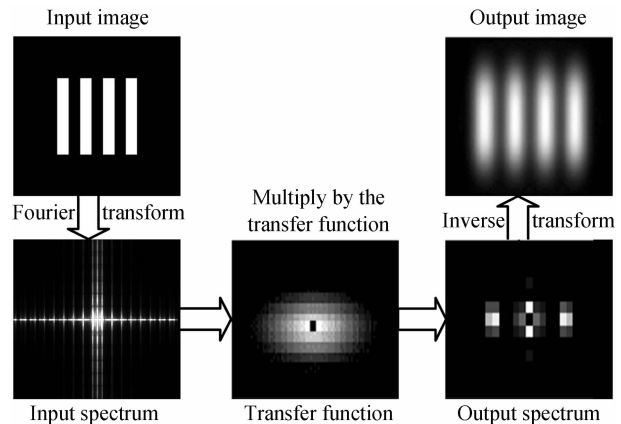 Input image
Output image
Fourier transform
Multiply by the
transfer function
Inverse transform
Input spectrum
Transfer function
Output spectrum